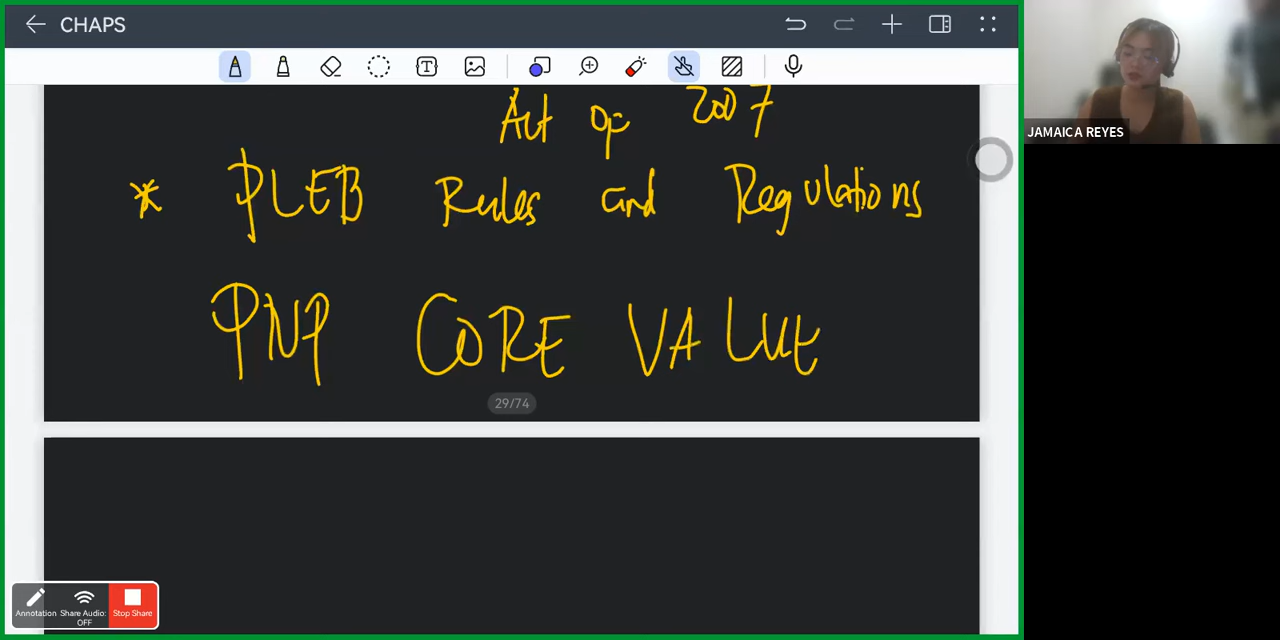 CHAPS
Act of 2007
* PLEB Rules and Regulations
PNP CORE VALUE
29/74
Annotation
Share Audio: OFF
Stop Share
JAMAICA REYES